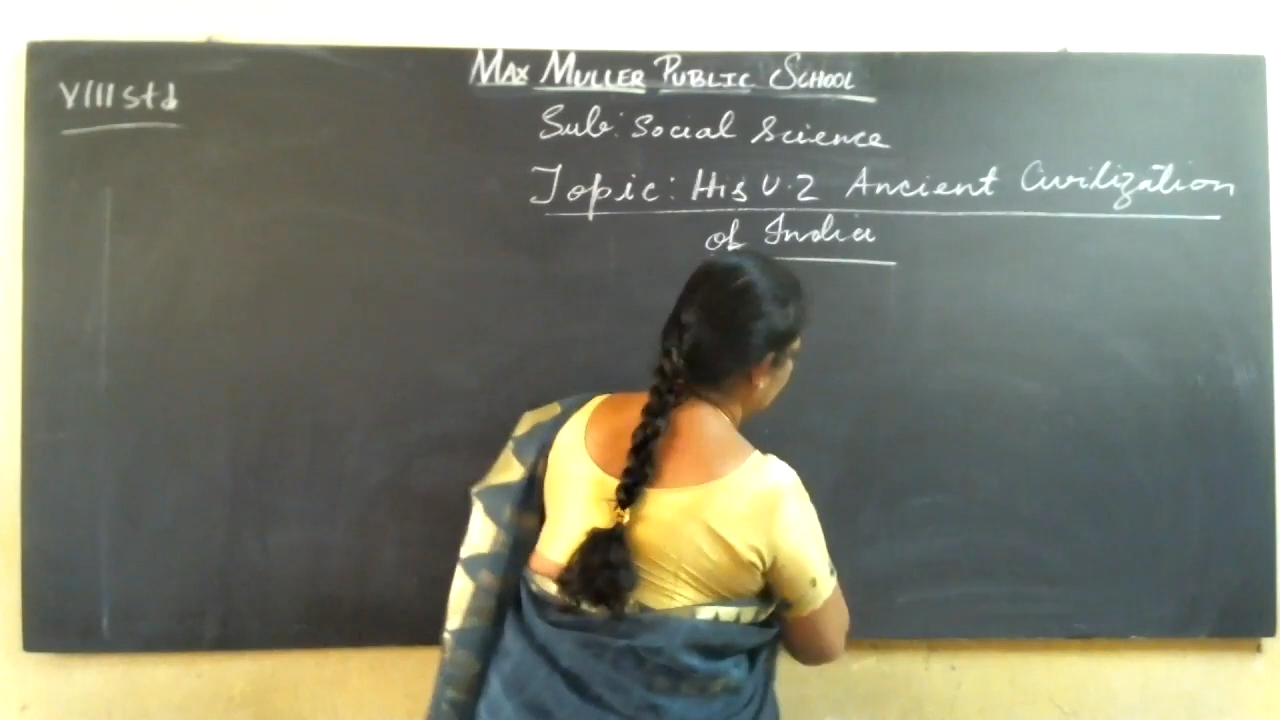 VIII Std
MAX MULLER PUBLIC SCHOOL
Sub: Social Science
Topic: His U.2 Ancient Civilization
of India